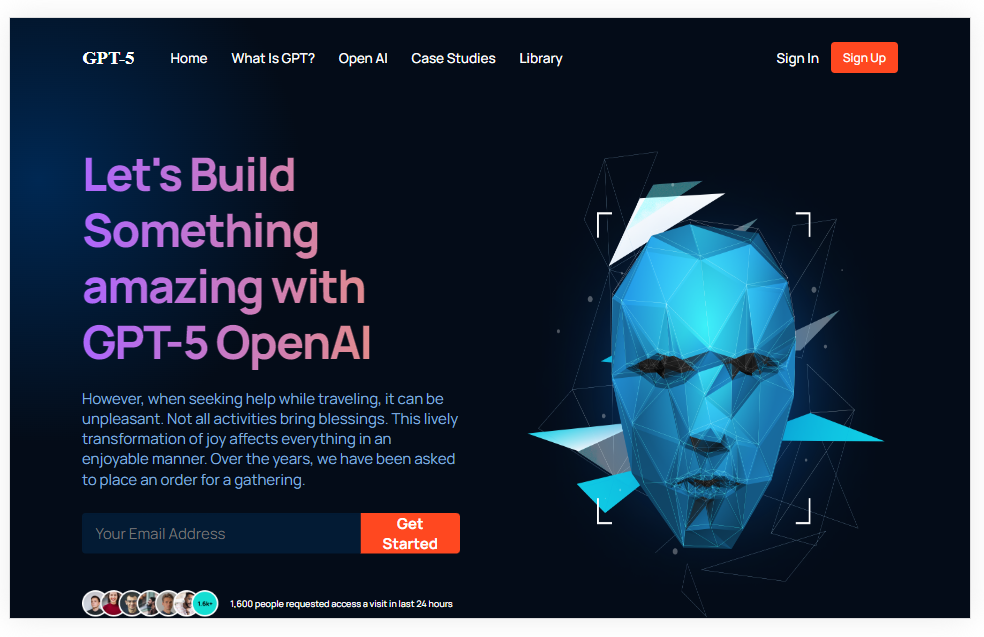 GPT-5 Home What Is GPT? Open AI Case Studies Library Sign In Sign Up
Let's Build
Something
amazing with
GPT-5 OpenAI
However, when seeking help while traveling, it can be
unpleasant. Not all activities bring blessings. This lively
transformation of joy affects everything in an
enjoyable manner. Over the years, we have been asked
to place an order for a gathering.
Your Email Address
Get
Started
1.6k+
1,600 people requested access a visit in last 24 hours